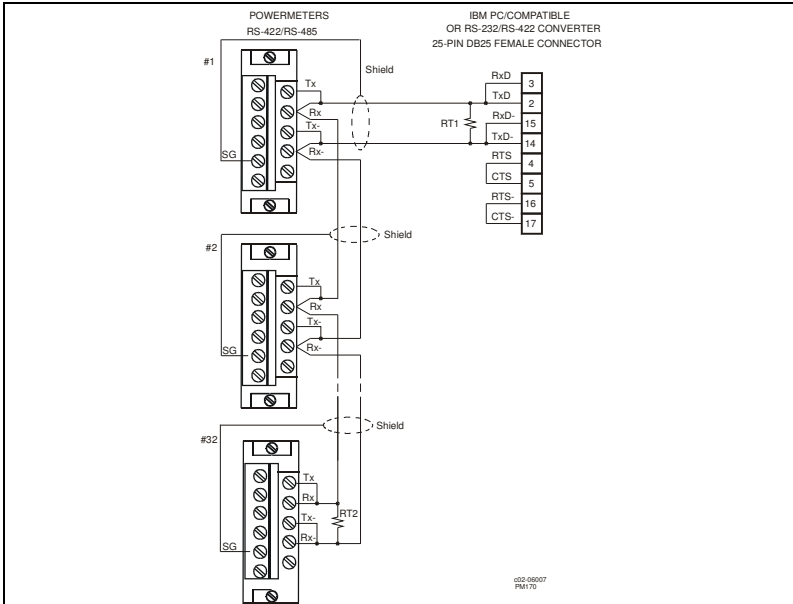 POWERMETERS
RS-422/RS-485
IBM PC/COMPATIBLE
OR RS-232/RS-422 CONVERTER
25-PIN DB25 FEMALE CONNECTOR
#1
Shield
Tx
Rx
Tx-
Rx-
SG
RT1
RxD 3
TxD 2
RxD- 15
TxD- 14
RTS 4
CTS 5
RTS- 16
CTS- 17
Shield
#2
Tx
Rx
Tx-
Rx-
SG
Shield
#32
Tx
Rx
Tx-
Rx-
RT2
SG
c02-06007
PM170